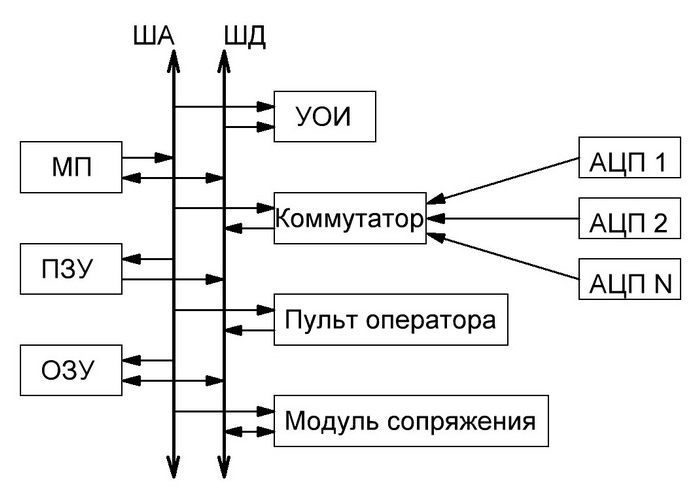 ША ШД
УОИ
МП
АЦП 1
Коммутатор
АЦП 2
ПЗУ
АЦП N
Пульт оператора
ОЗУ
Модуль сопряжения